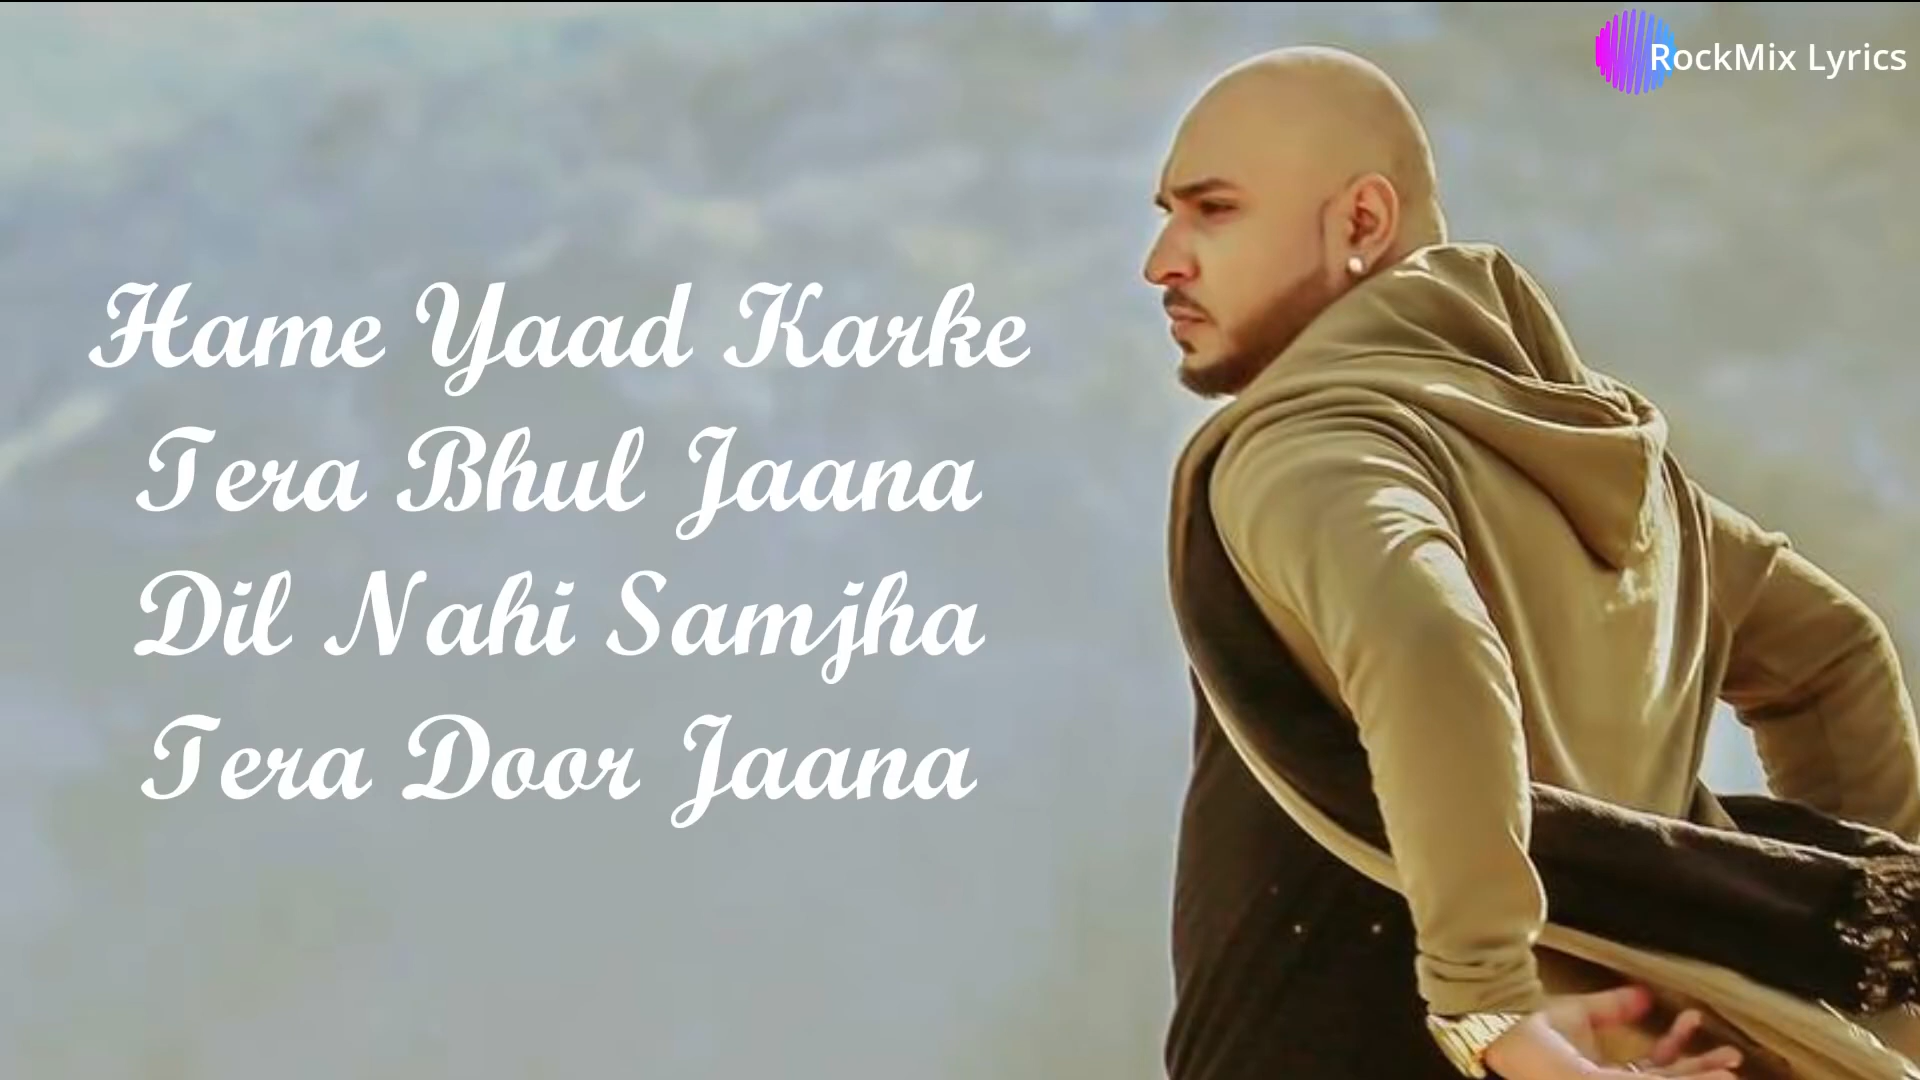 RockMix Lyrics
Hame Yaad Karke
Tera Bhul Jaana
Dil Nahi Samjha
Tera Door Jaana